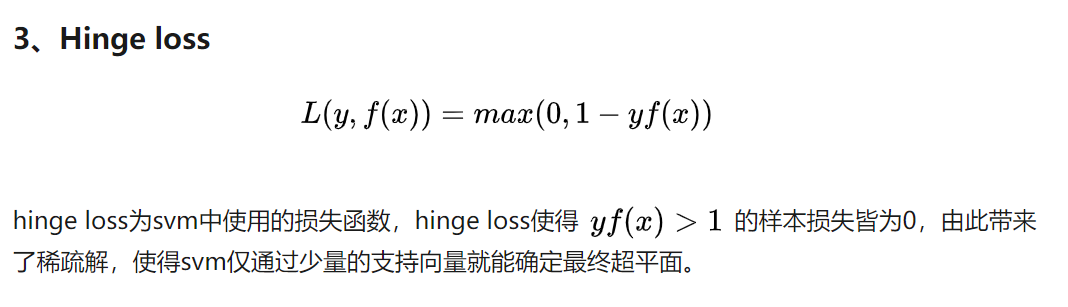 3、Hinge loss
L(y, f(x)) = max(0, 1 − yf(x))
hinge loss为svm中使用的损失函数，hinge loss使得 yf(x) > 1 的样本损失皆为0，由此带来
了稀疏解，使得svm仅通过少量的支持向量就能确定最终超平面。